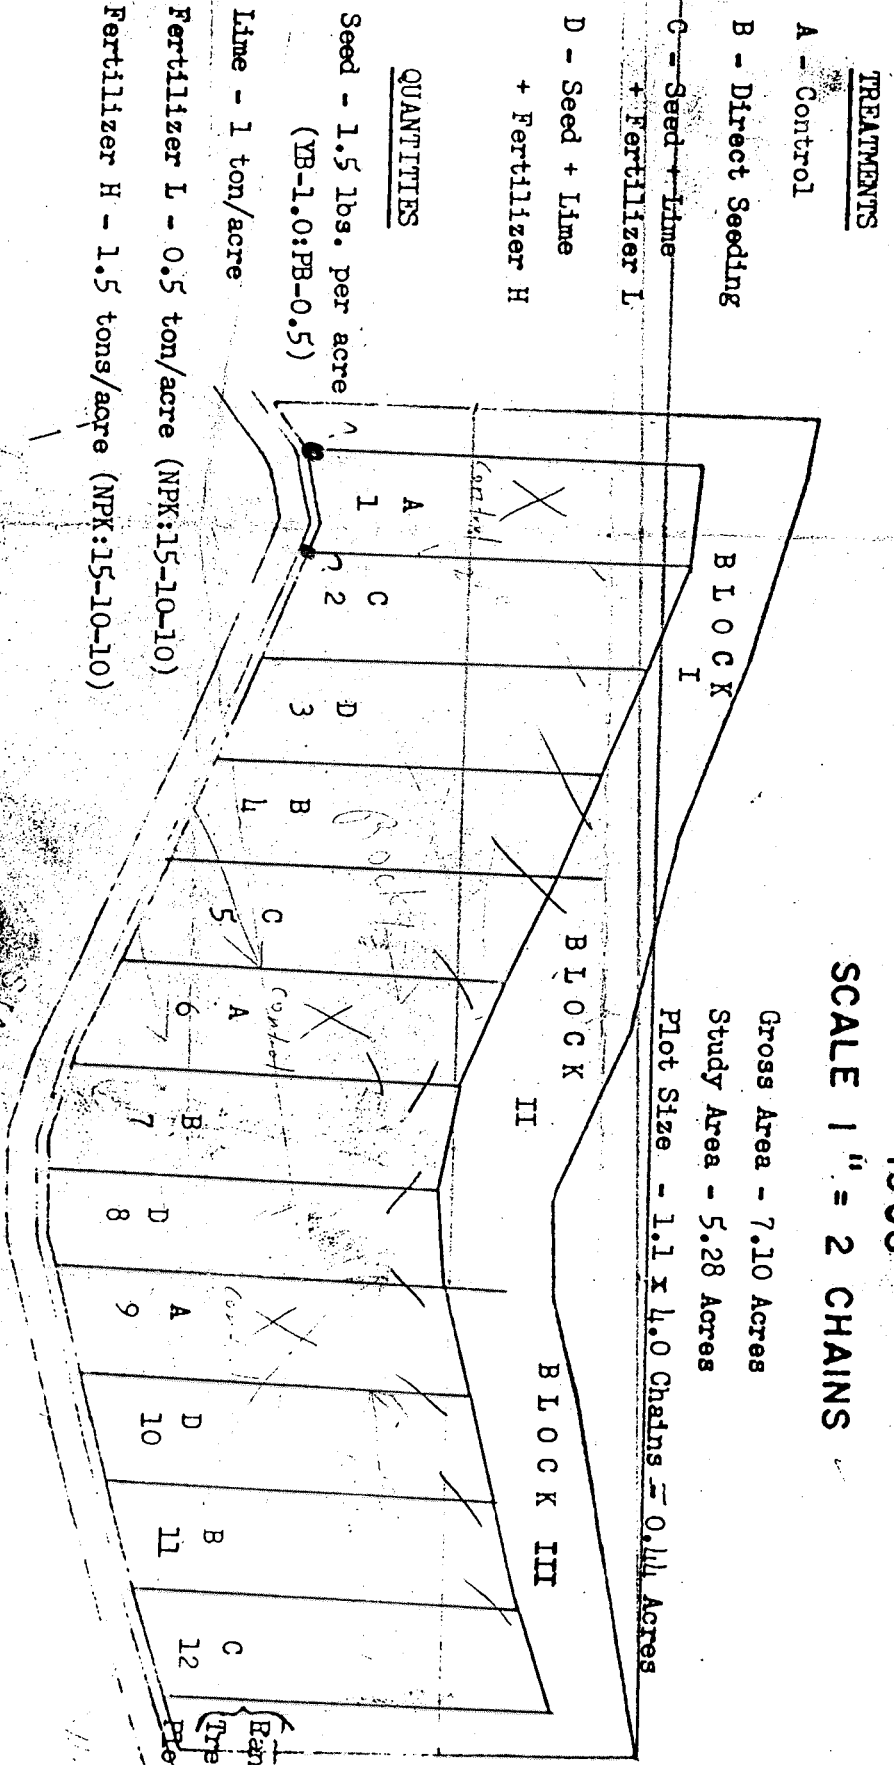 TREATMENTS
A - Control
B - Direct Seeding
C - Seed + Lime
+ Fertilizer L
D - Seed + Lime
+ Fertilizer H
QUANTITIES
Seed - 1.5 lbs. per acre
(YB-1.0:PB-0.5)
Lime - 1 ton/acre
Fertilizer L - 0.5 ton/acre (NPK:15-10-10)
Fertilizer H - 1.5 tons/acre (NPK:15-10-10)
SCALE 1" = 2 CHAINS
Gross Area - 7.10 Acres
Study Area - 5.28 Acres
Plot Size - 1.1 x 4.0 Chains = 0.44 Acres
BLOCK
I
BLOCK
II
BLOCK III
Control
A
1
C
2
D
3
B
4
C
5
Control
A
6
B
7
D
8
A
9
D
10
B
11
C
12
Ran
Tre